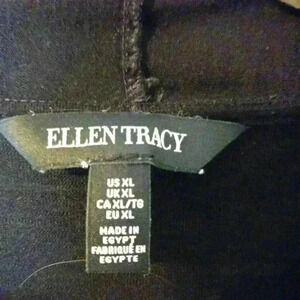 ELLEN TRACY
US XL
UK XL
CA XL/TG
EU XL
MADE IN
EGYPT
FABRIQUÉ EN
EGYPTE